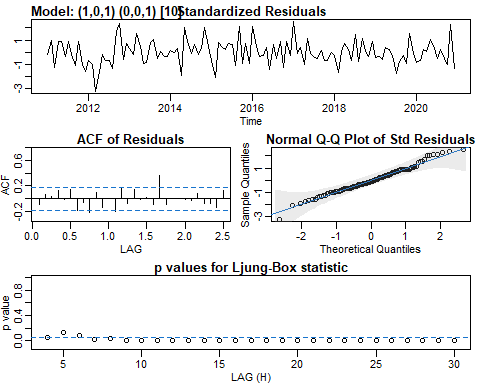 Model: (1,0,1) (0,0,1) [10]
Standardized Residuals
1
-1
-3
2012 2014 2016 2018 2020
Time
ACF of Residuals
ACF
0.8
0.2
-0.2
0.0 0.5 1.0 1.5 2.0 2.5
LAG
Normal Q-Q Plot of Std Residuals
Sample Quantiles
1
-1
-3
-2 -1 0 1 2
Theoretical Quantiles
p values for Ljung-Box statistic
p value
0.8
0.4
0.0
5 10 15 20 25 30
LAG (H)